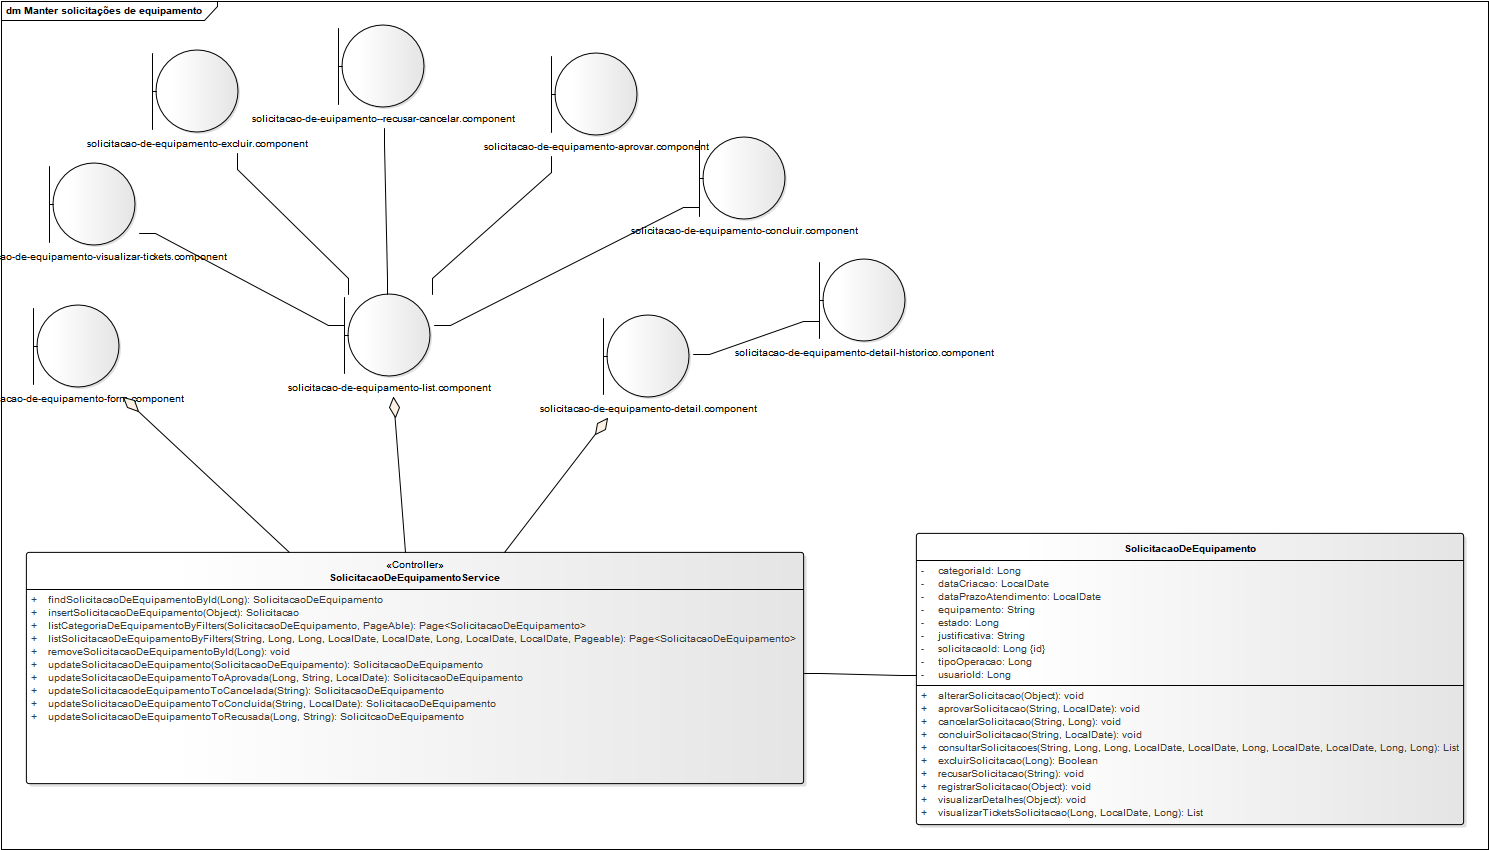 dm Manter solicitações de equipamento
solicitacao-de-euipamento--recusar-cancelar.component
solicitacao-de-equipamento-excluir.component
solicitacao-de-equipamento-aprovar.component
solicitacao-de-equipamento-concluir.component
ao-de-equipamento-visualizar-tickets.component
solicitacao-de-equipamento-detail-historico.component
solicitacao-de-equipamento-list.component
acao-de-equipamento-form.component
solicitacao-de-equipamento-detail.component
«Controller»
SolicitacaoDeEquipamentoService
+ findSolicitacaoDeEquipamentoById(Long): SolicitacaoDeEquipamento
+ insertSolicitacaoDeEquipamento(Object): Solicitacao
+ listCategoriaDeEquipamentoByFilters(SolicitacaoDeEquipamento, PageAble): Page<SolicitacaoDeEquipamento>
+ listSolicitacaoDeEquipamentoByFilters(String, Long, Long, LocalDate, LocalDate, Long, LocalDate, LocalDate, Pageable): Page<SolicitacaoDeEquipamento>
+ removeSolicitacaoDeEquipamentoById(Long): void
+ updateSolicitacaoDeEquipamento(SolicitacaoDeEquipamento): SolicitacaoDeEquipamento
+ updateSolicitacaoDeEquipamentoToAprovada(Long, String, LocalDate): SolicitacaoDeEquipamento
+ updateSolicitacaodeEquipamentoToCancelada(String): SolicitacaoDeEquipamento
+ updateSolicitacaoDeEquipamentoToConcluida(String, LocalDate): SolicitacaoDeEquipamento
+ updateSolicitacaoDeEquipamentoToRecusada(Long, String): SolicitcaoDeEquipamento
SolicitacaoDeEquipamento
- categoriaId: Long
- dataCriacao: LocalDate
- dataPrazoAtendimento: LocalDate
- equipamento: String
- estado: Long
- justificativa: String
- solicitacaoId: Long {id}
- tipoOperacao: Long
- usuarioId: Long
+ alterarSolicitacao(Object): void
+ aprovarSolicitacao(String, LocalDate): void
+ cancelarSolicitacao(String, Long): void
+ concluirSolicitacao(String, LocalDate): void
+ consultarSolicitacoes(String, Long, Long, LocalDate, LocalDate, Long, LocalDate, LocalDate, Long, Long): List
+ excluirSolicitacao(Long): Boolean
+ recusarSolicitacao(String): void
+ registrarSolicitacao(Object): void
+ visualizarDetalhes(Object): void
+ visualizarTicketsSolicitacao(Long, LocalDate, Long): List